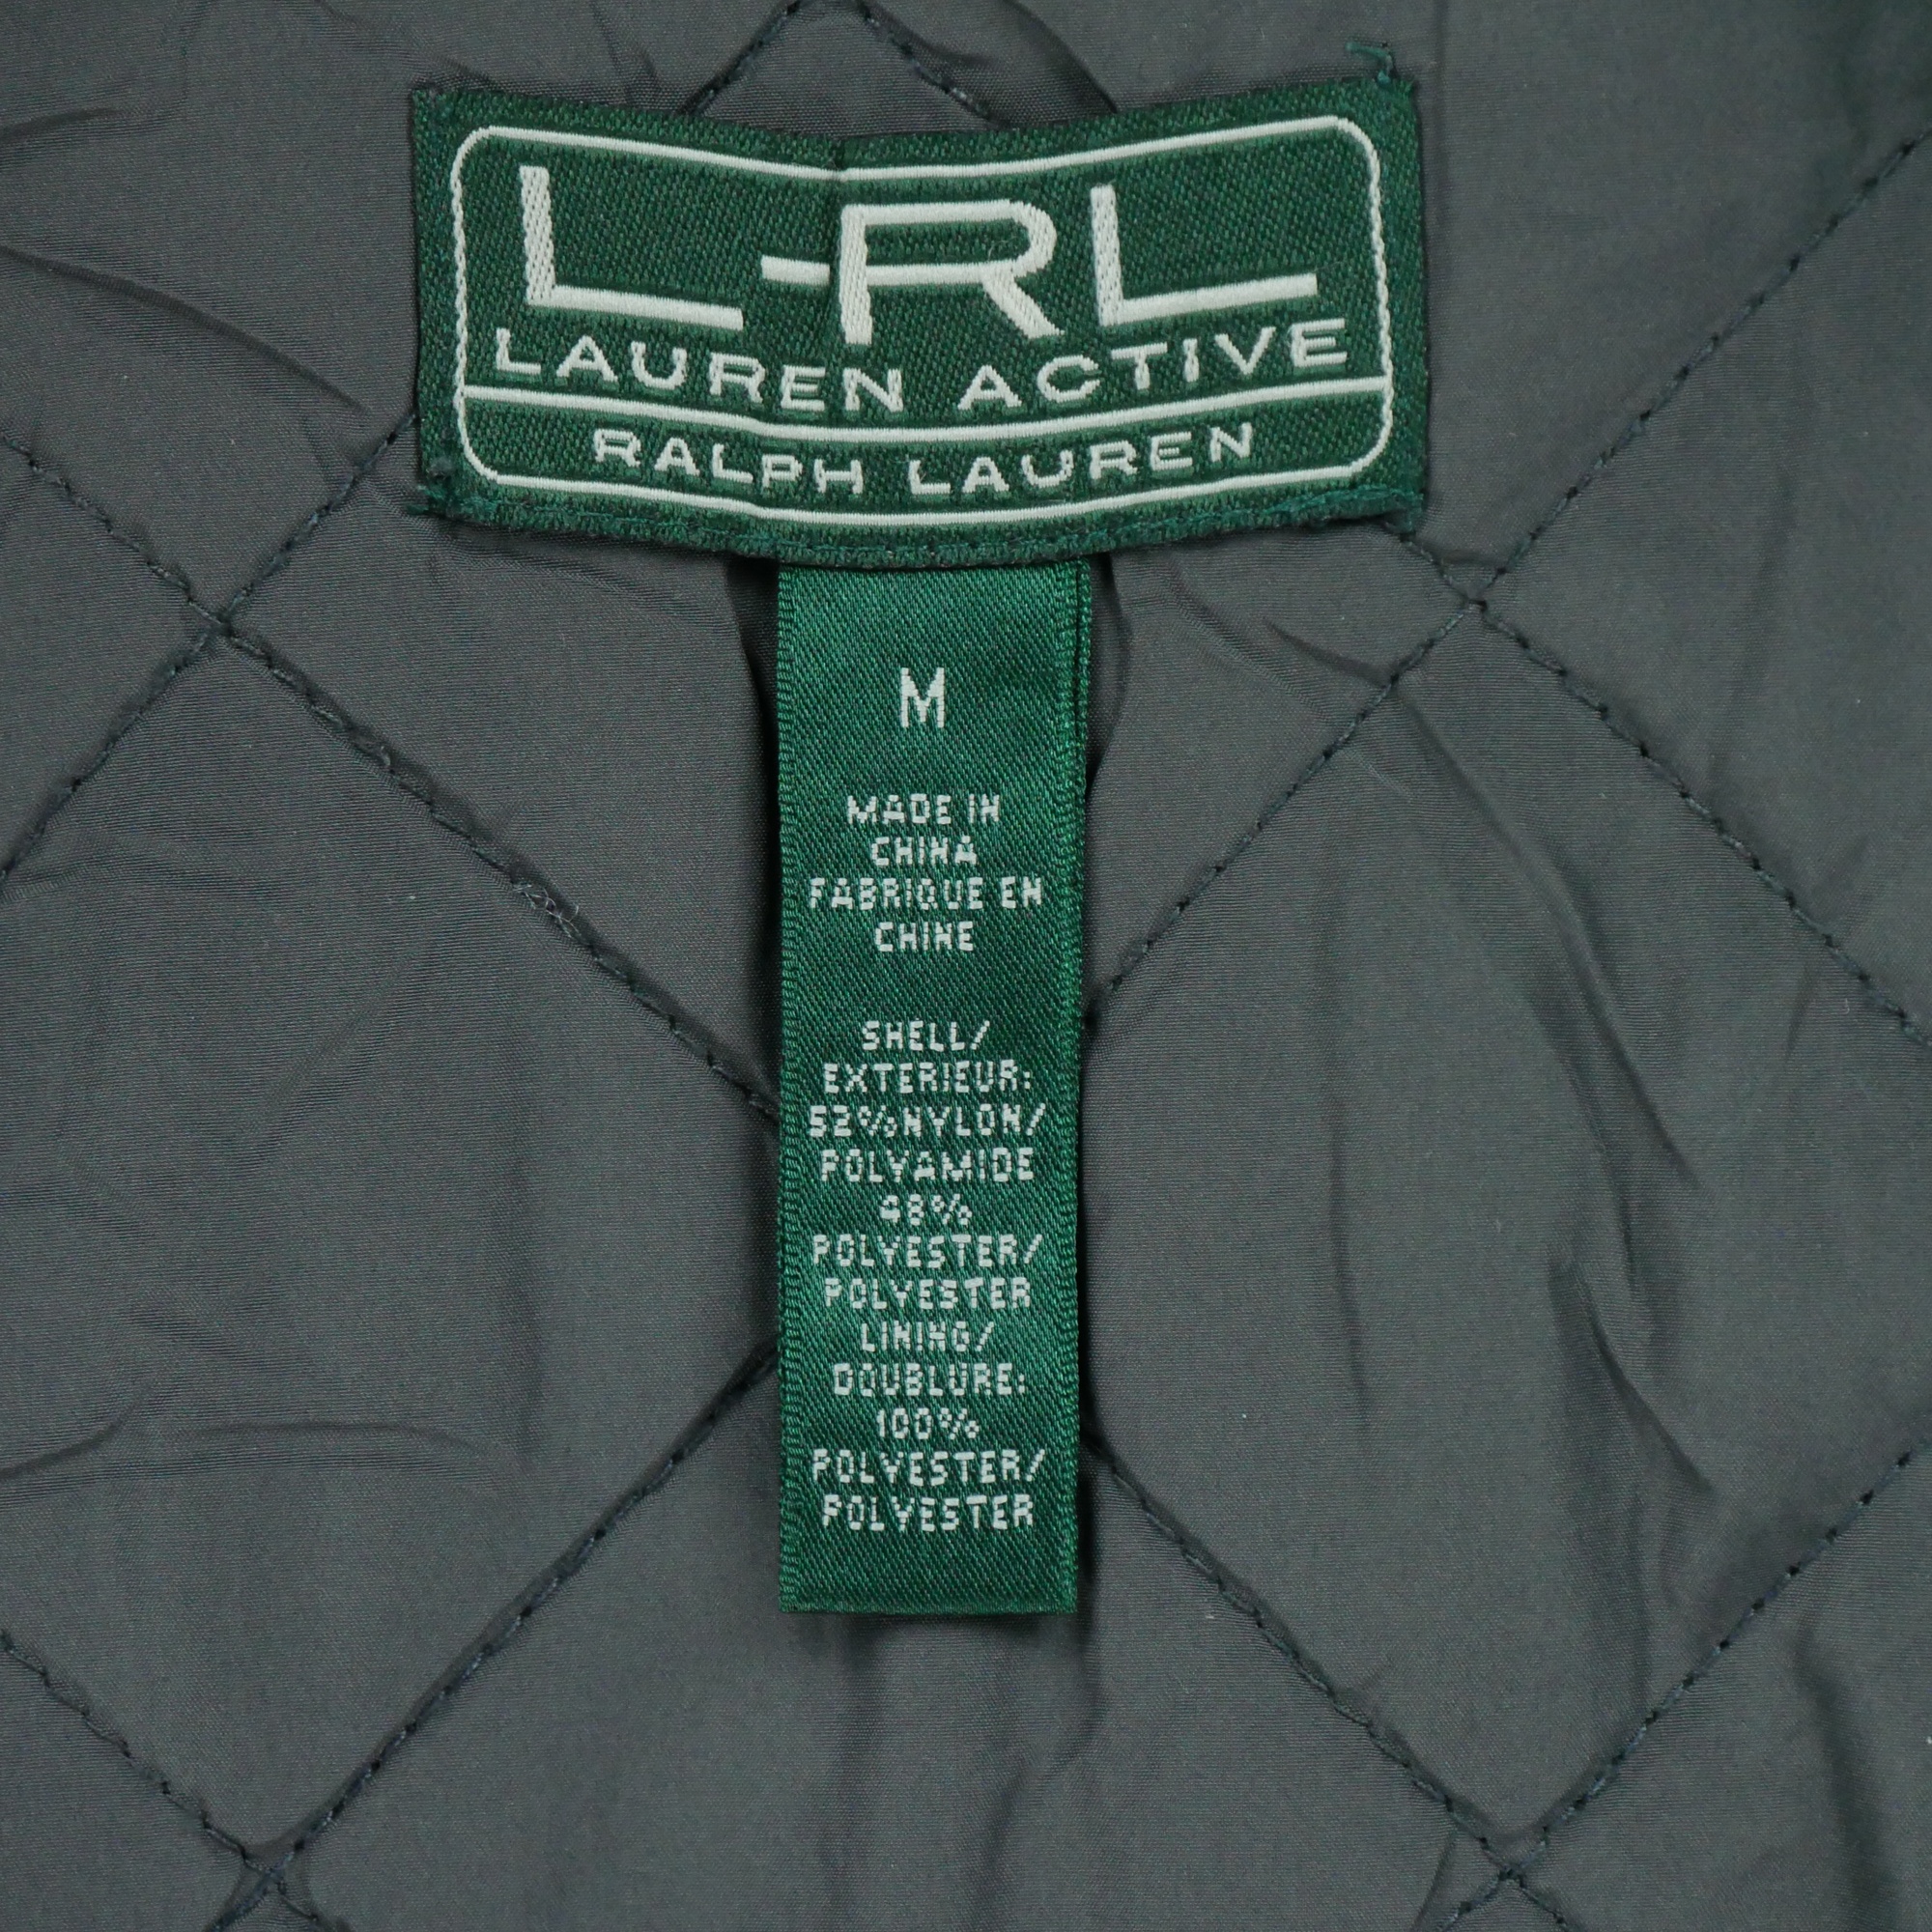 L-RL
LAUREN ACTIVE
RALPH LAUREN
M
MADE IN
CHINA
FABRIQUE EN
CHINE
SHELL/
EXTERIEUR:
52%NYLON/
POLYAMIDE
48%
POLYESTER/
POLYESTER
LINING/
DOUBLURE:
100%
POLYESTER/
POLYESTER